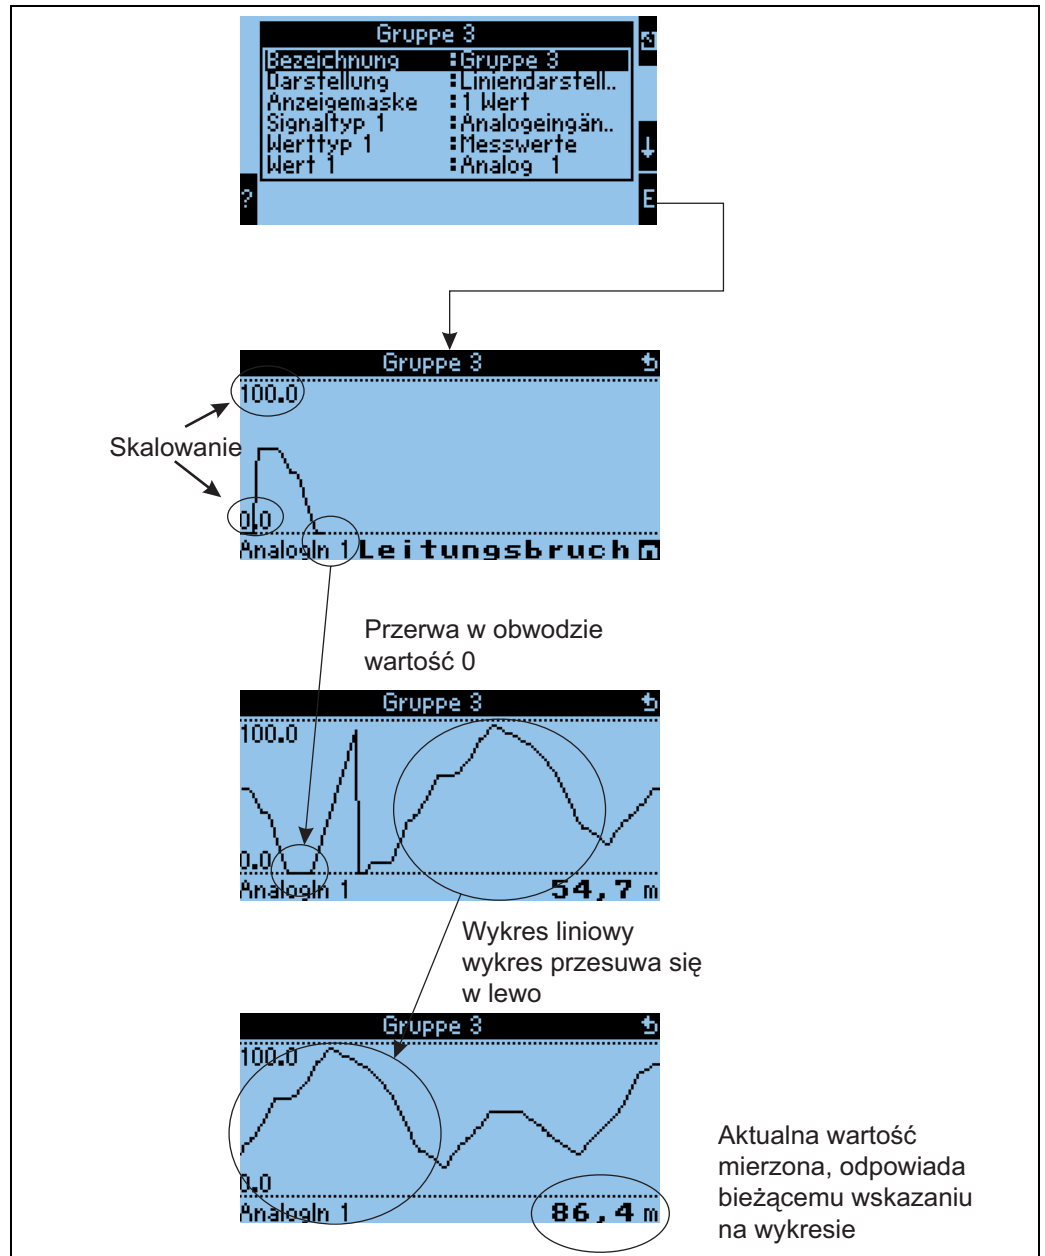 Gruppe 3
Bezeichnung :Gruppe 3
Darstellung :Liniendarstell..
Anzeigemaske :1 Wert
Signaltyp 1 :Analogeingän..
Werttyp 1 :Messwerte
Wert 1 :Analog 1
? E
Gruppe 3
100.0
Skalowanie
0.0
AnalogIn 1 Leitungsbruch
Przerwa w obwodzie
wartość 0
Gruppe 3
100.0
0.0
AnalogIn 1 54,7 m
Wykres liniowy
wykres przesuwa się
w lewo
Gruppe 3
100.0
0.0
AnalogIn 1 86,4 m
Aktualna wartość
mierzona, odpowiada
bieżącemu wskazaniu
na wykresie